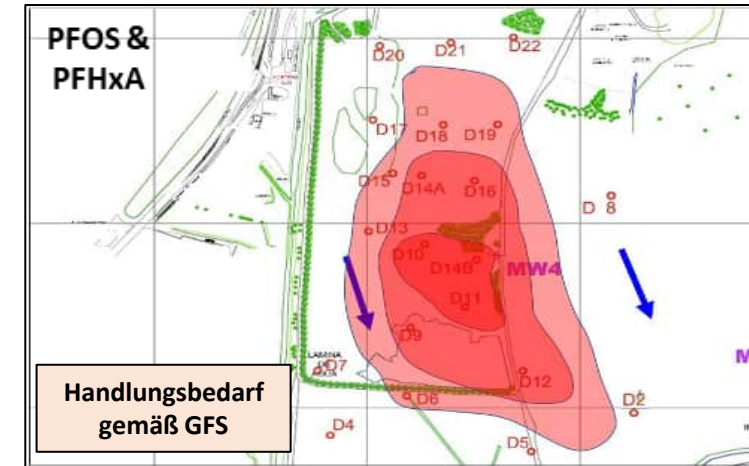 PFOS &
PFHxA
D20
D21
D22
D17
D18
D19
D15
D14A
D16
D 8
D13
D10
D14B
MW4
D11
D9
LAMINA
D7
D12
M
D6
D2
D4
D5
Handlungsbedarf
gemäß GFS